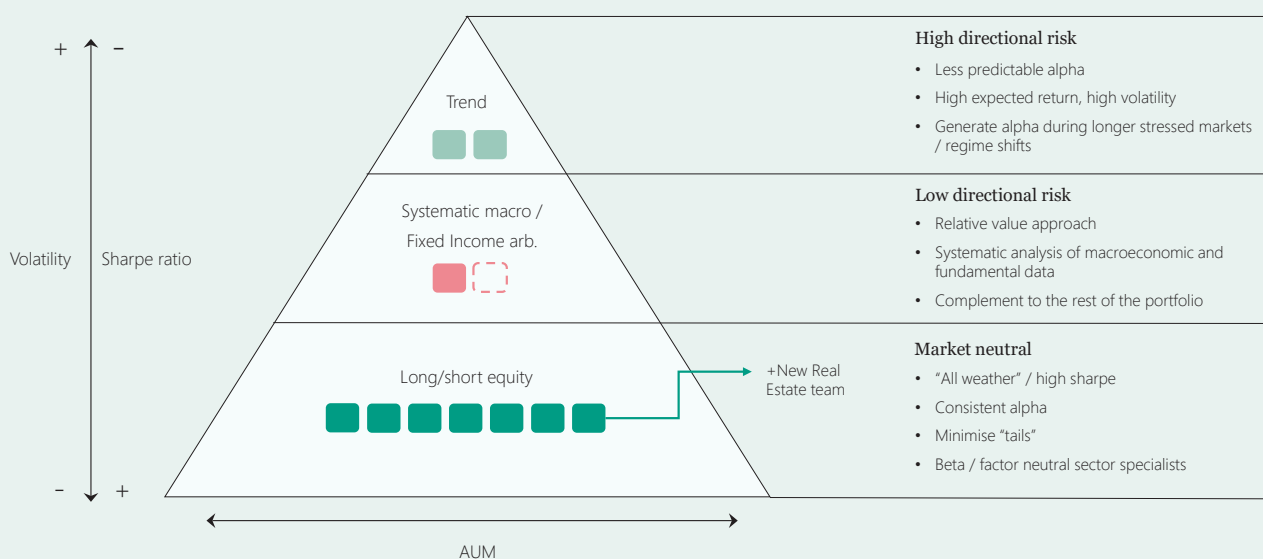 + –
Volatility
Sharpe ratio
- +
Trend
Systematic macro /
Fixed Income arb.
Long/short equity
+New Real
Estate team
AUM
High directional risk
• Less predictable alpha
• High expected return, high volatility
• Generate alpha during longer stressed markets
/ regime shifts
Low directional risk
• Relative value approach
• Systematic analysis of macroeconomic and
fundamental data
• Complement to the rest of the portfolio
Market neutral
• “All weather” / high sharpe
• Consistent alpha
• Minimise “tails”
• Beta / factor neutral sector specialists